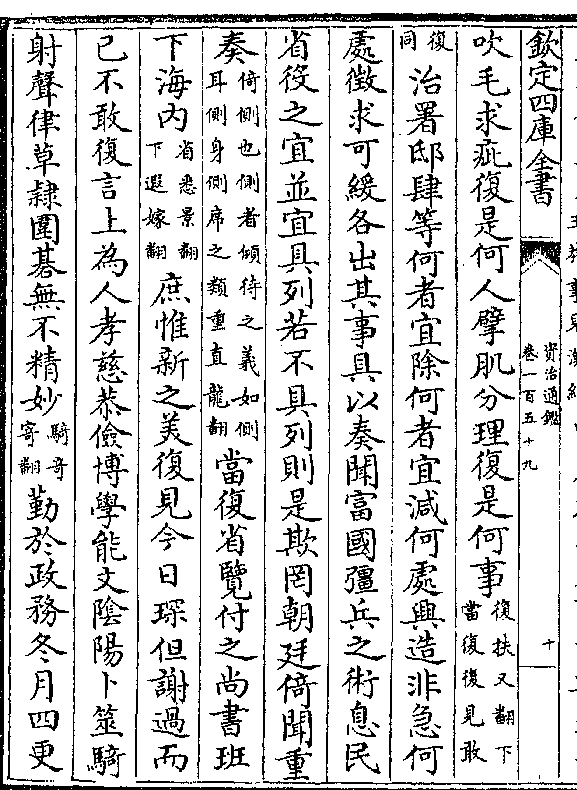 欽定四庫全書
資治通鑑
卷一百五十九
十
吹毛求疵復是何人擘肌分理復是何事復扶又翻下當復復見敢
復同治署邸肆等何者宜除何者宜減何處興造非急何
處徵求可緩各出其事具以奏聞富國彊兵之術息民
省役之宜並宜具列若不具列則是欺罔朝廷倚聞重
奏倚側也側者傾待之義如側耳側身側席之類重直龍翻當復省覽付之尚書班
下海內省悉景翻下遐嫁翻庶惟新之美復見今日琛但謝過而
已不敢復言上為人孝慈恭儉博學能文陰陽卜筮騎
射聲律草隷圍碁無不精妙騎奇寄翻勤於政務冬月四更